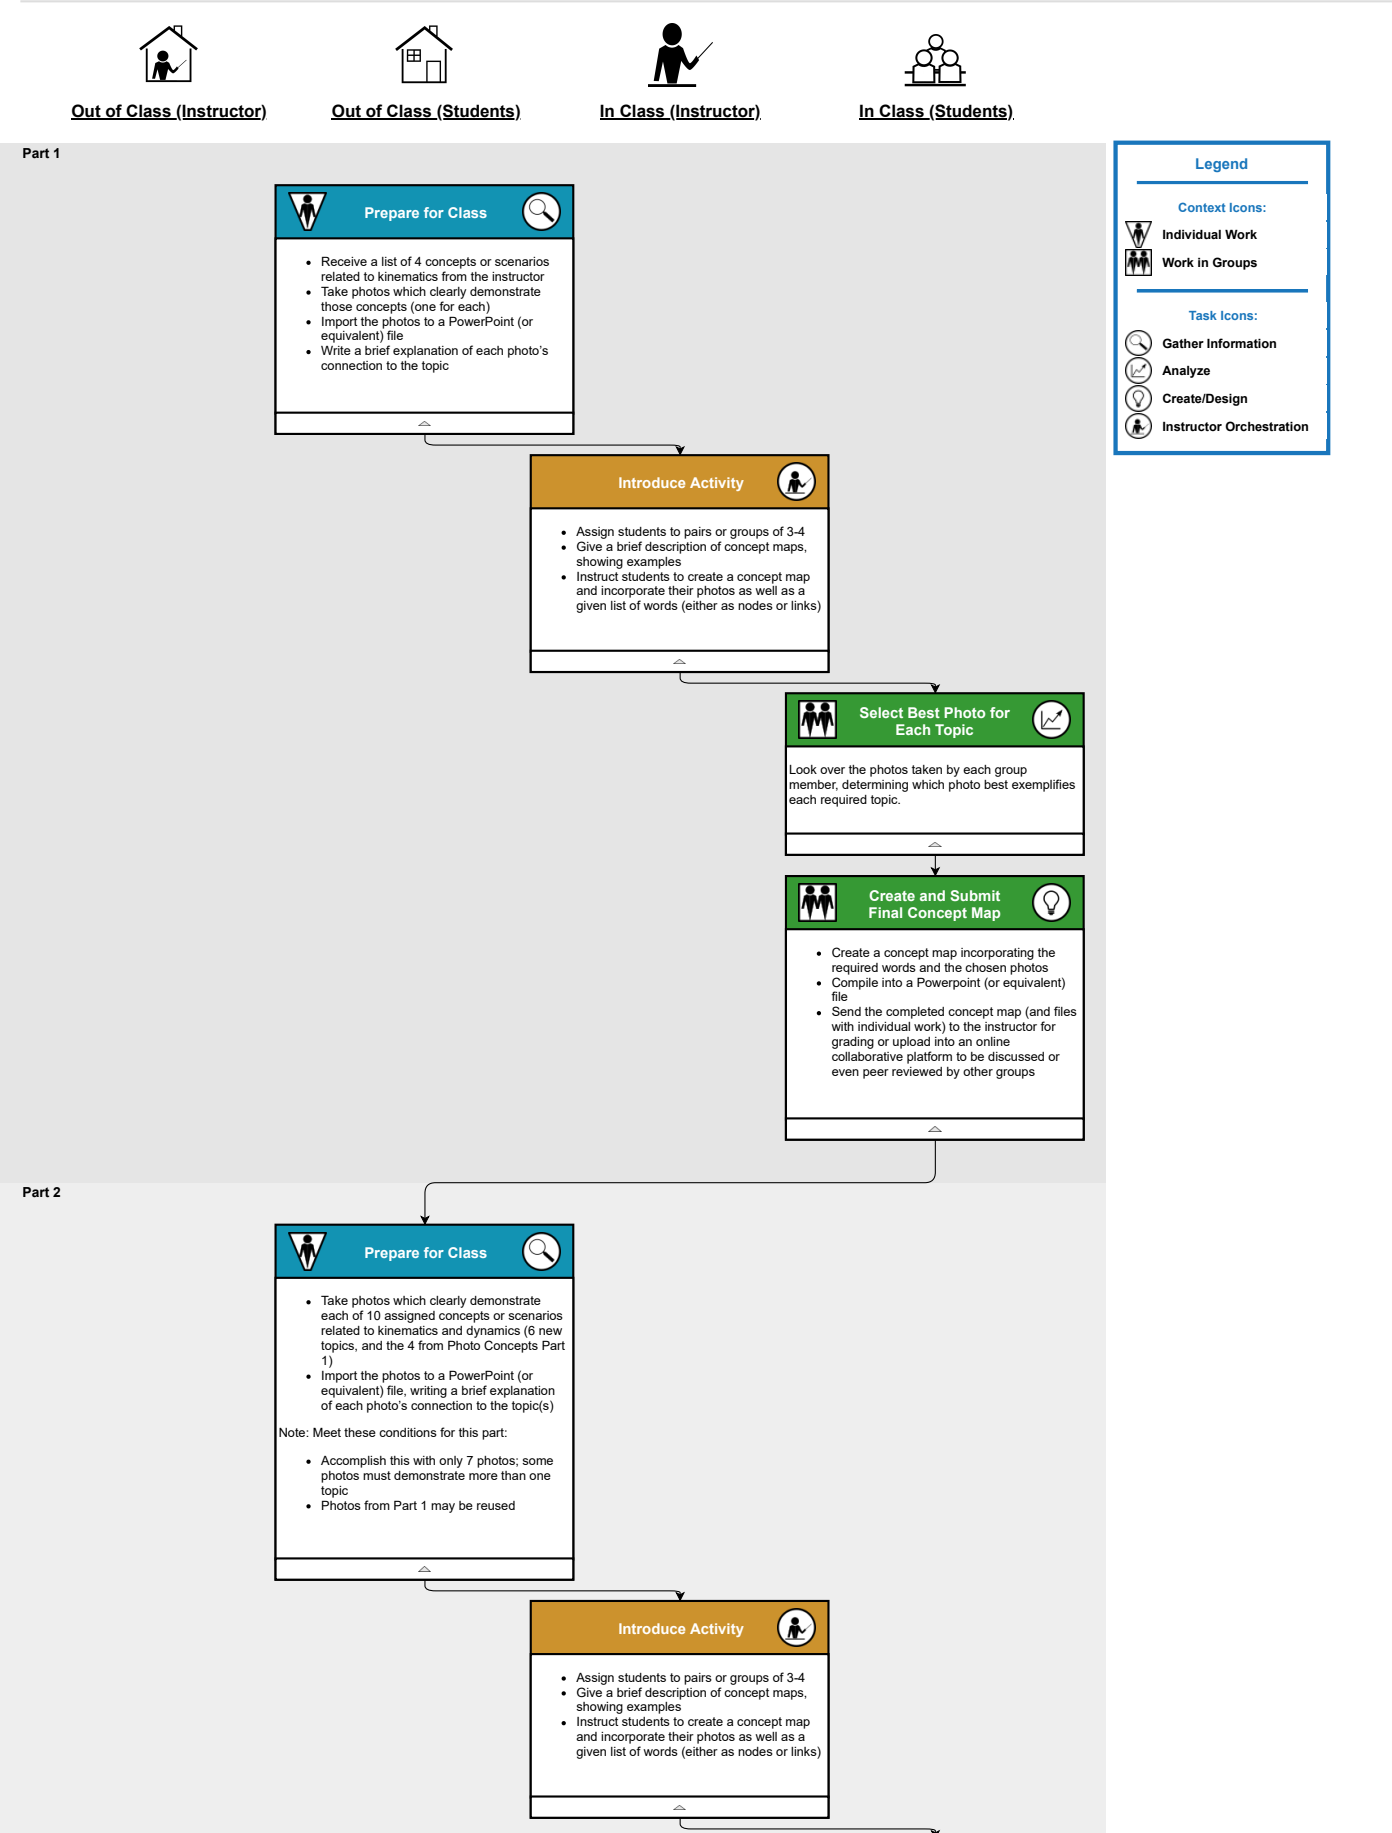 Out of Class (Instructor)
Out of Class (Students)
In Class (Instructor)
In Class (Students)
Part 1
Prepare for Class
• Receive a list of 4 concepts or scenarios
related to kinematics from the instructor
• Take photos which clearly demonstrate
those concepts (one for each)
• Import the photos to a PowerPoint (or
equivalent) file
• Write a brief explanation of each photo's
connection to the topic
Legend
Context Icons:
Individual Work
Work in Groups
Task Icons:
Gather Information
Analyze
Create/Design
Instructor Orchestration
Introduce Activity
• Assign students to pairs or groups of 3-4
• Give a brief description of concept maps,
showing examples
• Instruct students to create a concept map
and incorporate their photos as well as a
given list of words (either as nodes or links)
Select Best Photo for
Each Topic
Look over the photos taken by each group
member, determining which photo best exemplifies
each required topic.
Create and Submit
Final Concept Map
• Create a concept map incorporating the
required words and the chosen photos
• Compile into a Powerpoint (or equivalent)
file
• Send the completed concept map (and files
with individual work) to the instructor for
grading or upload into an online
collaborative platform to be discussed or
even peer reviewed by other groups
Part 2
Prepare for Class
• Take photos which clearly demonstrate
each of 10 assigned concepts or scenarios
related to kinematics and dynamics (6 new
topics, and the 4 from Photo Concepts Part
1)
• Import the photos to a PowerPoint (or
equivalent) file, writing a brief explanation
of each photo's connection to the topic(s)
Note: Meet these conditions for this part:
• Accomplish this with only 7 photos; some
photos must demonstrate more than one
topic
• Photos from Part 1 may be reused
Introduce Activity
• Assign students to pairs or groups of 3-4
• Give a brief description of concept maps,
showing examples
• Instruct students to create a concept map
and incorporate their photos as well as a
given list of words (either as nodes or links)